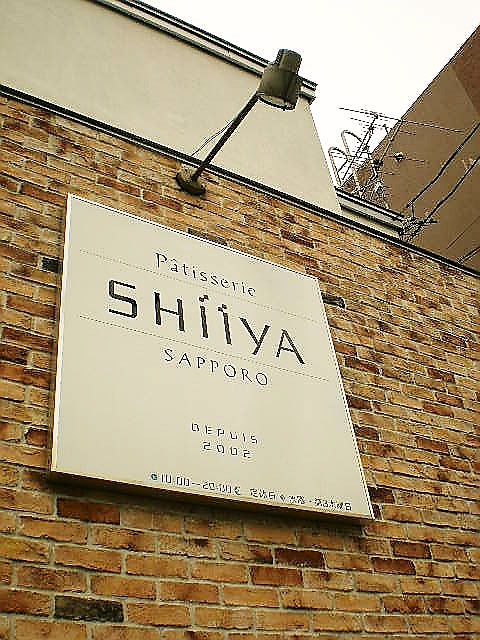 Pâtisserie
SHiiYA
SAPPORO
DEPUIS
2002
10:00—20:00 定休日